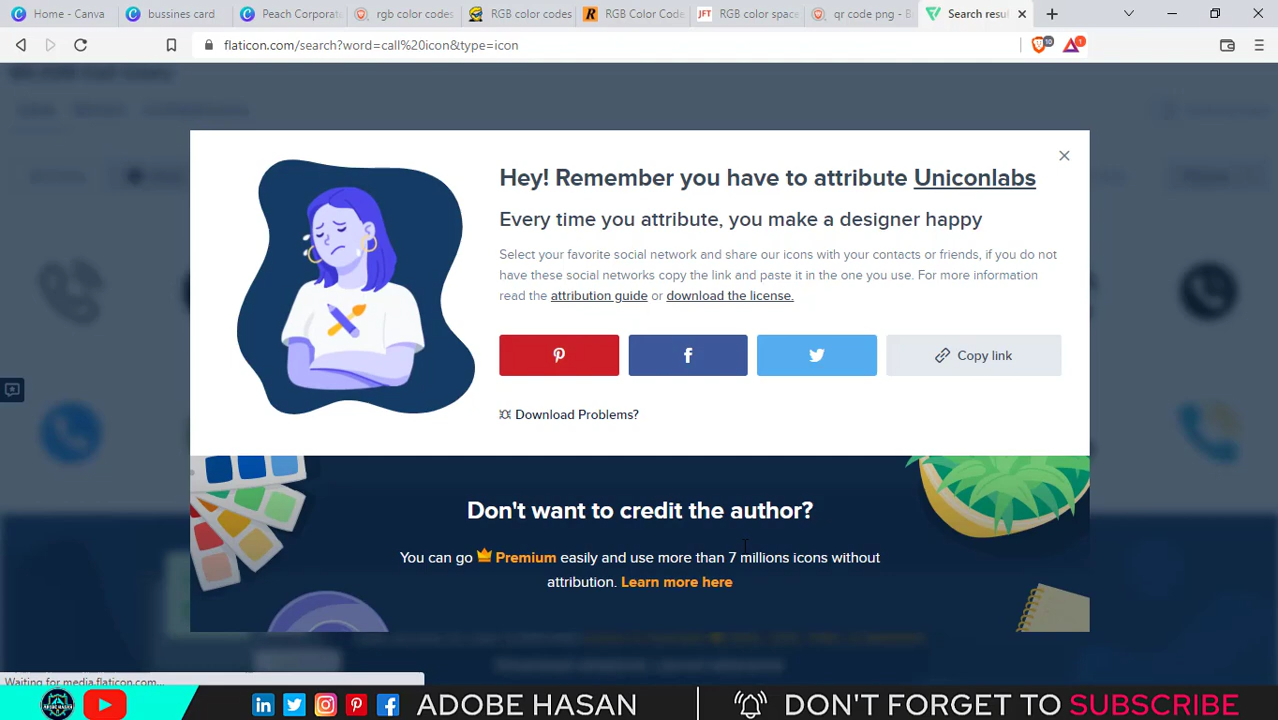 Home - Canva
bussines card
Peach Corporat
rgb color codes
RGB color codes
RGB Color Code
JFT
RGB color space
qr code png - B
Search resul
flaticon.com/search?word=call%20icon&type=icon
10
1
Hey! Remember you have to attribute Uniconlabs
Every time you attribute, you make a designer happy
Select your favorite social network and share our icons with your contacts or friends, if you do not
have these social networks copy the link and paste it in the one you use. For more information
read the attribution guide or download the license.
Copy link
Download Problems?
Don't want to credit the author?
You can go Premium easily and use more than 7 millions icons without
attribution. Learn more here
Waiting for media.flaticon.com...
ADOBE HASAN
DON'T FORGET TO SUBSCRIBE